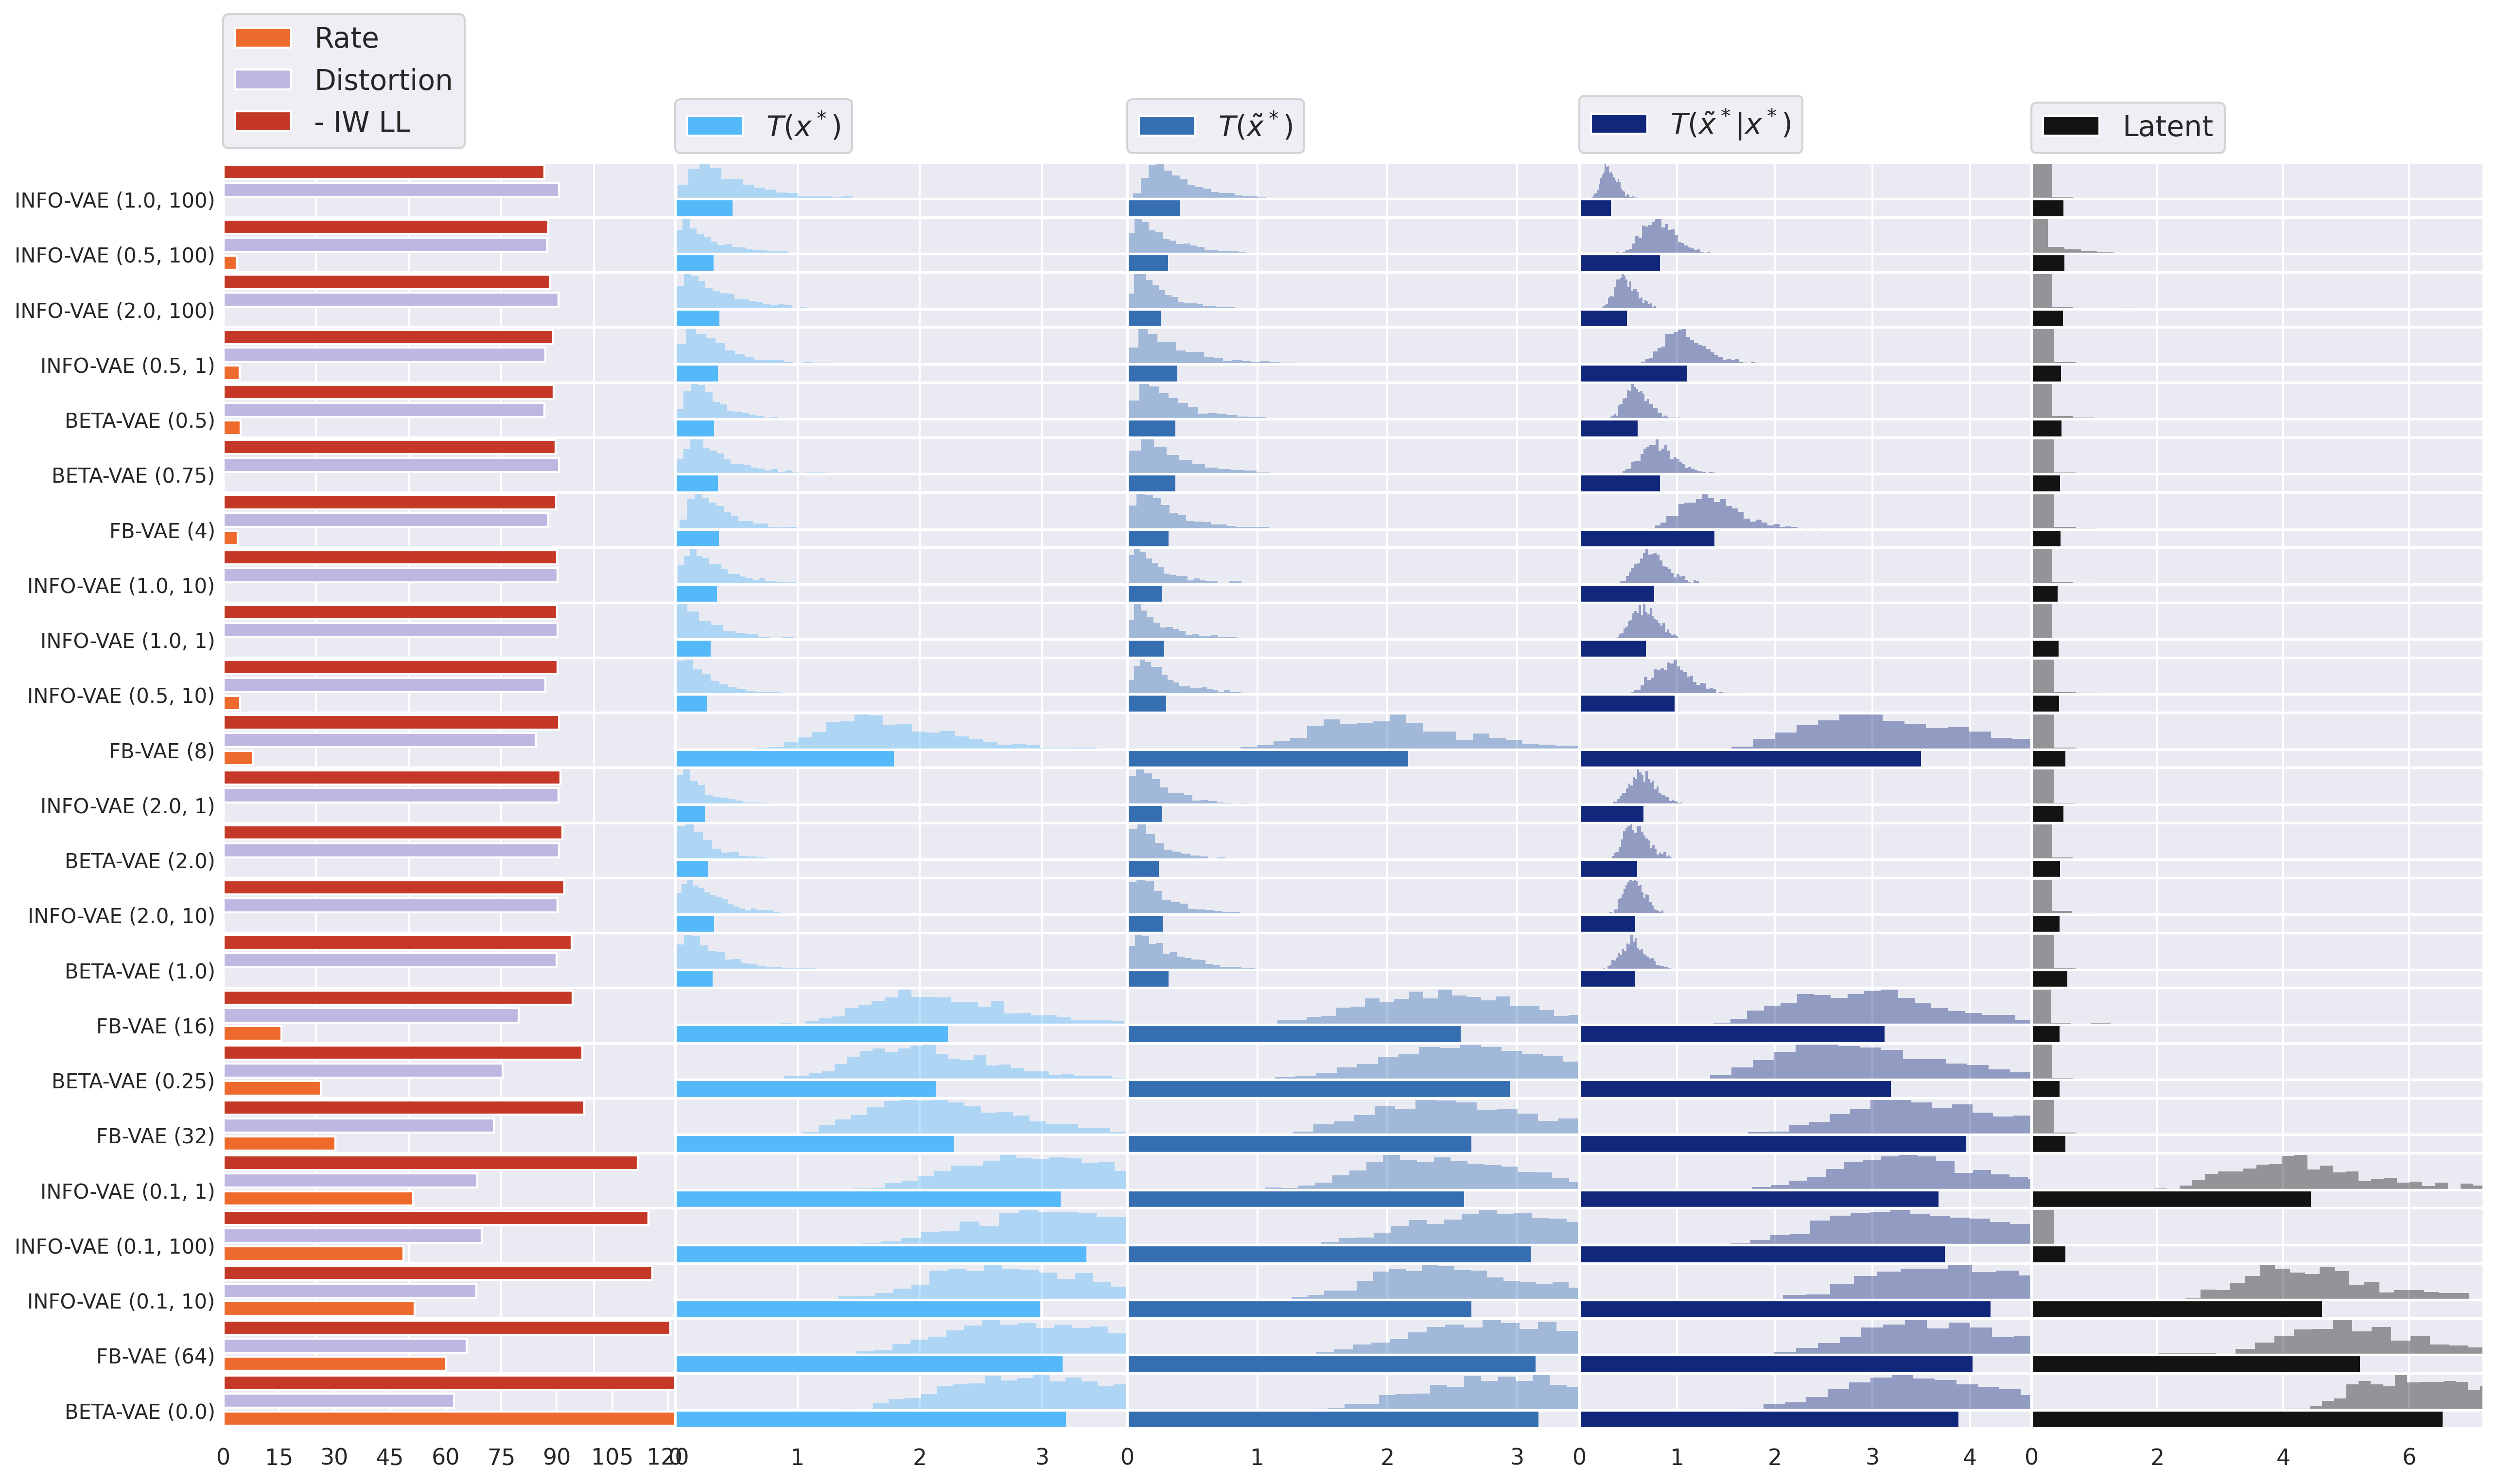 Rate
Distortion
- IW LL
T(x*)
T(x̃*)
T(x̃*|x*)
Latent
INFO-VAE (1.0, 100)
INFO-VAE (0.5, 100)
INFO-VAE (2.0, 100)
INFO-VAE (0.5, 1)
BETA-VAE (0.5)
BETA-VAE (0.75)
FB-VAE (4)
INFO-VAE (1.0, 10)
INFO-VAE (1.0, 1)
INFO-VAE (0.5, 10)
FB-VAE (8)
INFO-VAE (2.0, 1)
BETA-VAE (2.0)
INFO-VAE (2.0, 10)
BETA-VAE (1.0)
FB-VAE (16)
BETA-VAE (0.25)
FB-VAE (32)
INFO-VAE (0.1, 1)
INFO-VAE (0.1, 100)
INFO-VAE (0.1, 10)
FB-VAE (64)
BETA-VAE (0.0)
0 15 30 45 60 75 90 105 120
0 1 2 3
0 1 2 3
0 1 2 3 4
0 2 4 6